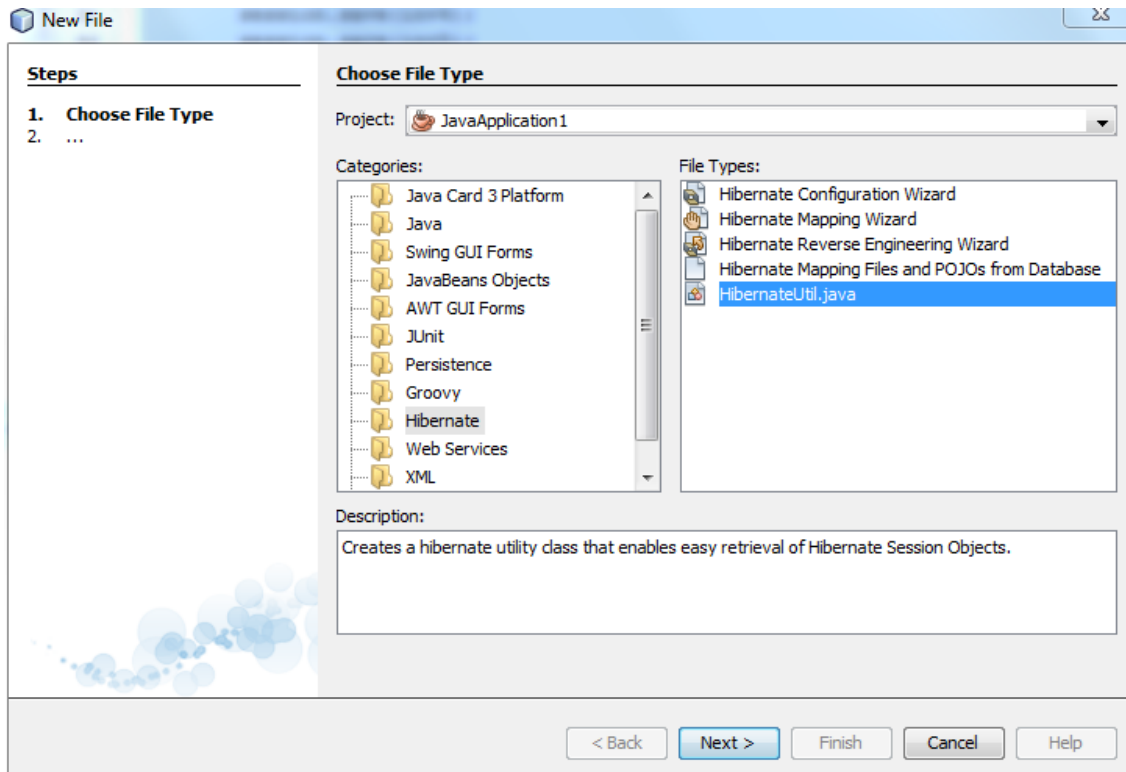 New File
Steps
1. Choose File Type
2. ...
Choose File Type
Project: JavaApplication1
Categories:
Java Card 3 Platform
Java
Swing GUI Forms
JavaBeans Objects
AWT GUI Forms
JUnit
Persistence
Groovy
Hibernate
Web Services
XML
File Types:
Hibernate Configuration Wizard
Hibernate Mapping Wizard
Hibernate Reverse Engineering Wizard
Hibernate Mapping Files and POJOs from Database
HibernateUtil.java
Description:
Creates a hibernate utility class that enables easy retrieval of Hibernate Session Objects.
< Back Next > Finish Cancel Help